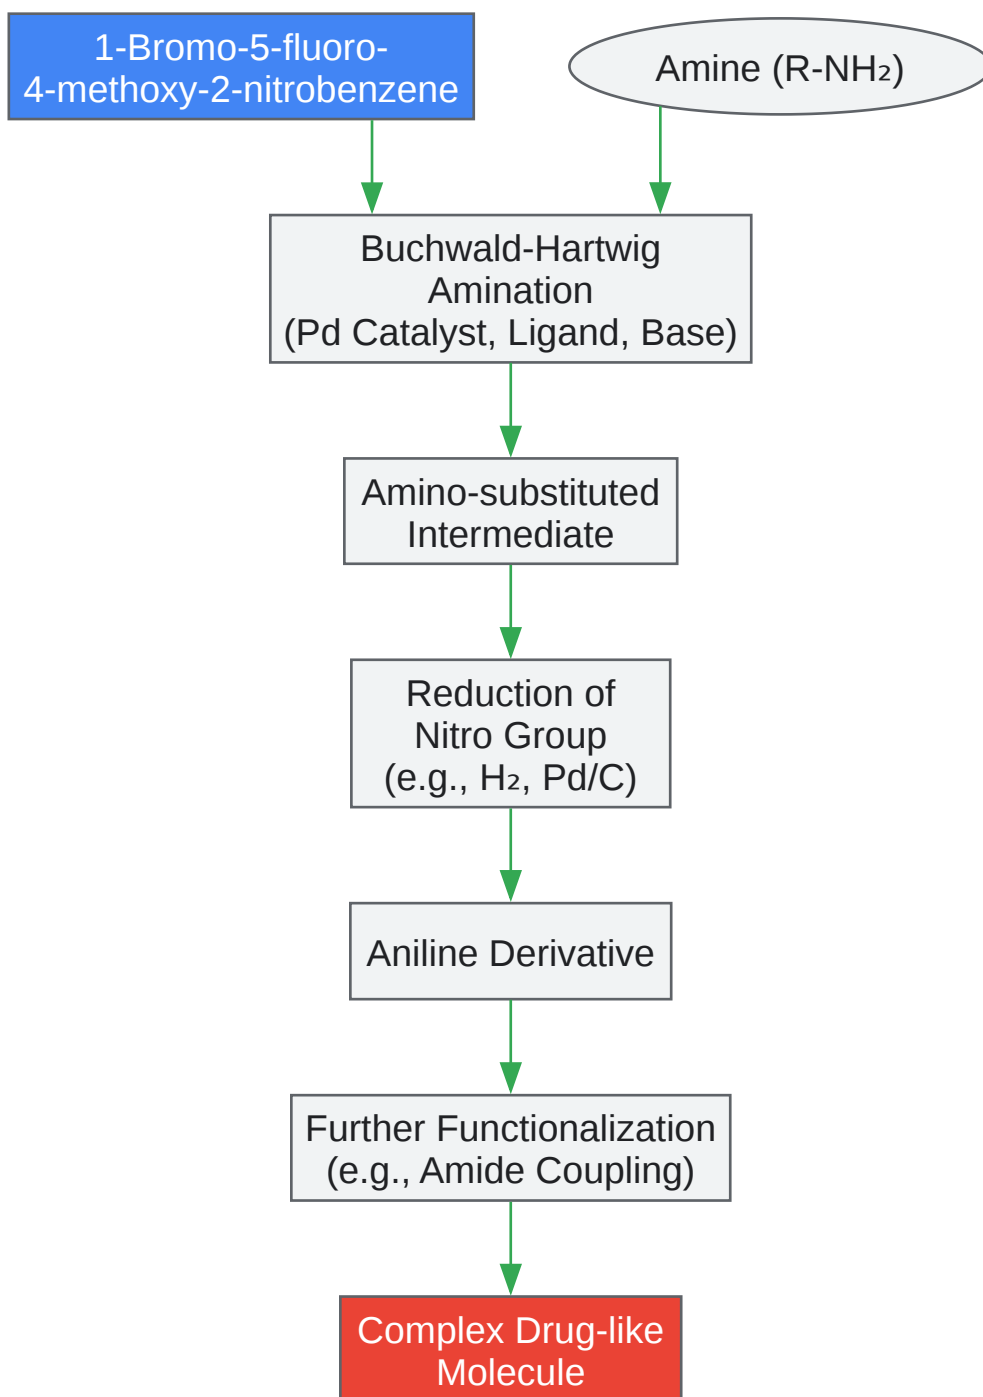 1-Bromo-5-fluoro-
4-methoxy-2-nitrobenzene
Amine (R-NH₂)
Buchwald-Hartwig
Amination
(Pd Catalyst, Ligand, Base)
Amino-substituted
Intermediate
Reduction of
Nitro Group
(e.g., H₂, Pd/C)
Aniline Derivative
Further Functionalization
(e.g., Amide Coupling)
Complex Drug-like
Molecule